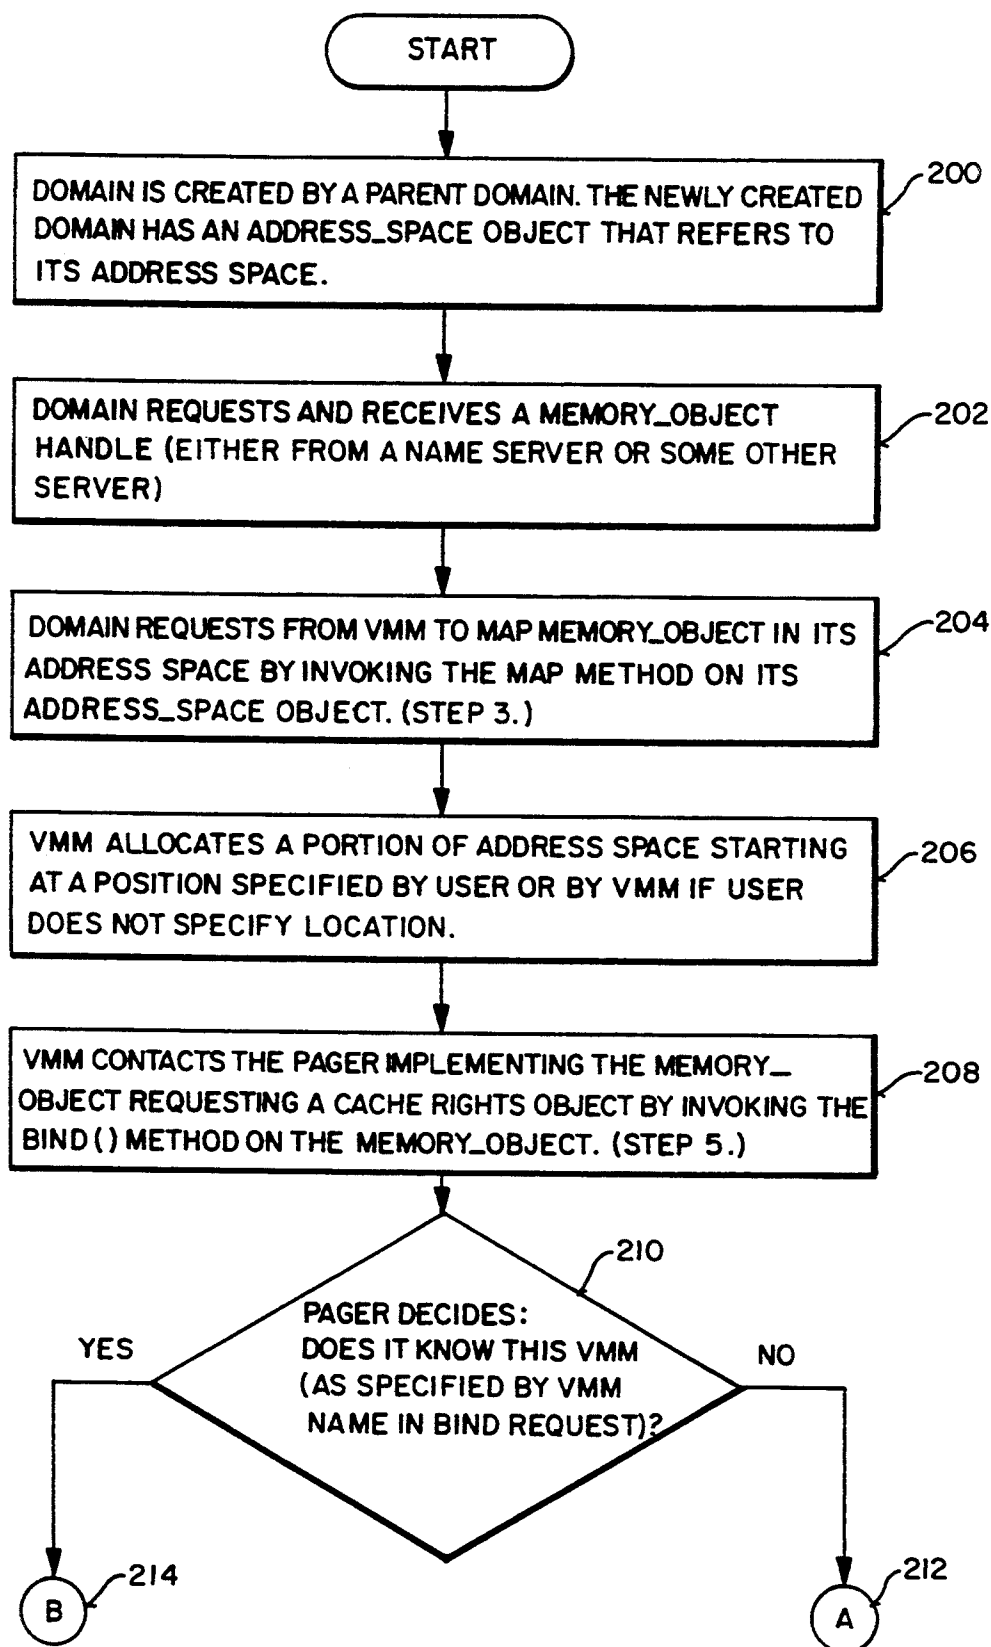 START
DOMAIN IS CREATED BY A PARENT DOMAIN. THE NEWLY CREATED
DOMAIN HAS AN ADDRESS_SPACE OBJECT THAT REFERS TO
ITS ADDRESS SPACE.
200
DOMAIN REQUESTS AND RECEIVES A MEMORY_OBJECT
HANDLE (EITHER FROM A NAME SERVER OR SOME OTHER
SERVER)
202
DOMAIN REQUESTS FROM VMM TO MAP MEMORY_OBJECT IN ITS
ADDRESS SPACE BY INVOKING THE MAP METHOD ON ITS
ADDRESS_SPACE OBJECT. (STEP 3.)
204
VMM ALLOCATES A PORTION OF ADDRESS SPACE STARTING
AT A POSITION SPECIFIED BY USER OR BY VMM IF USER
DOES NOT SPECIFY LOCATION.
206
VMM CONTACTS THE PAGER IMPLEMENTING THE MEMORY_
OBJECT REQUESTING A CACHE RIGHTS OBJECT BY INVOKING THE
BIND () METHOD ON THE MEMORY_OBJECT. (STEP 5.)
208
210
PAGER DECIDES:
DOES IT KNOW THIS VMM
(AS SPECIFIED BY VMM
NAME IN BIND REQUEST)?
YES
NO
214
B
212
A